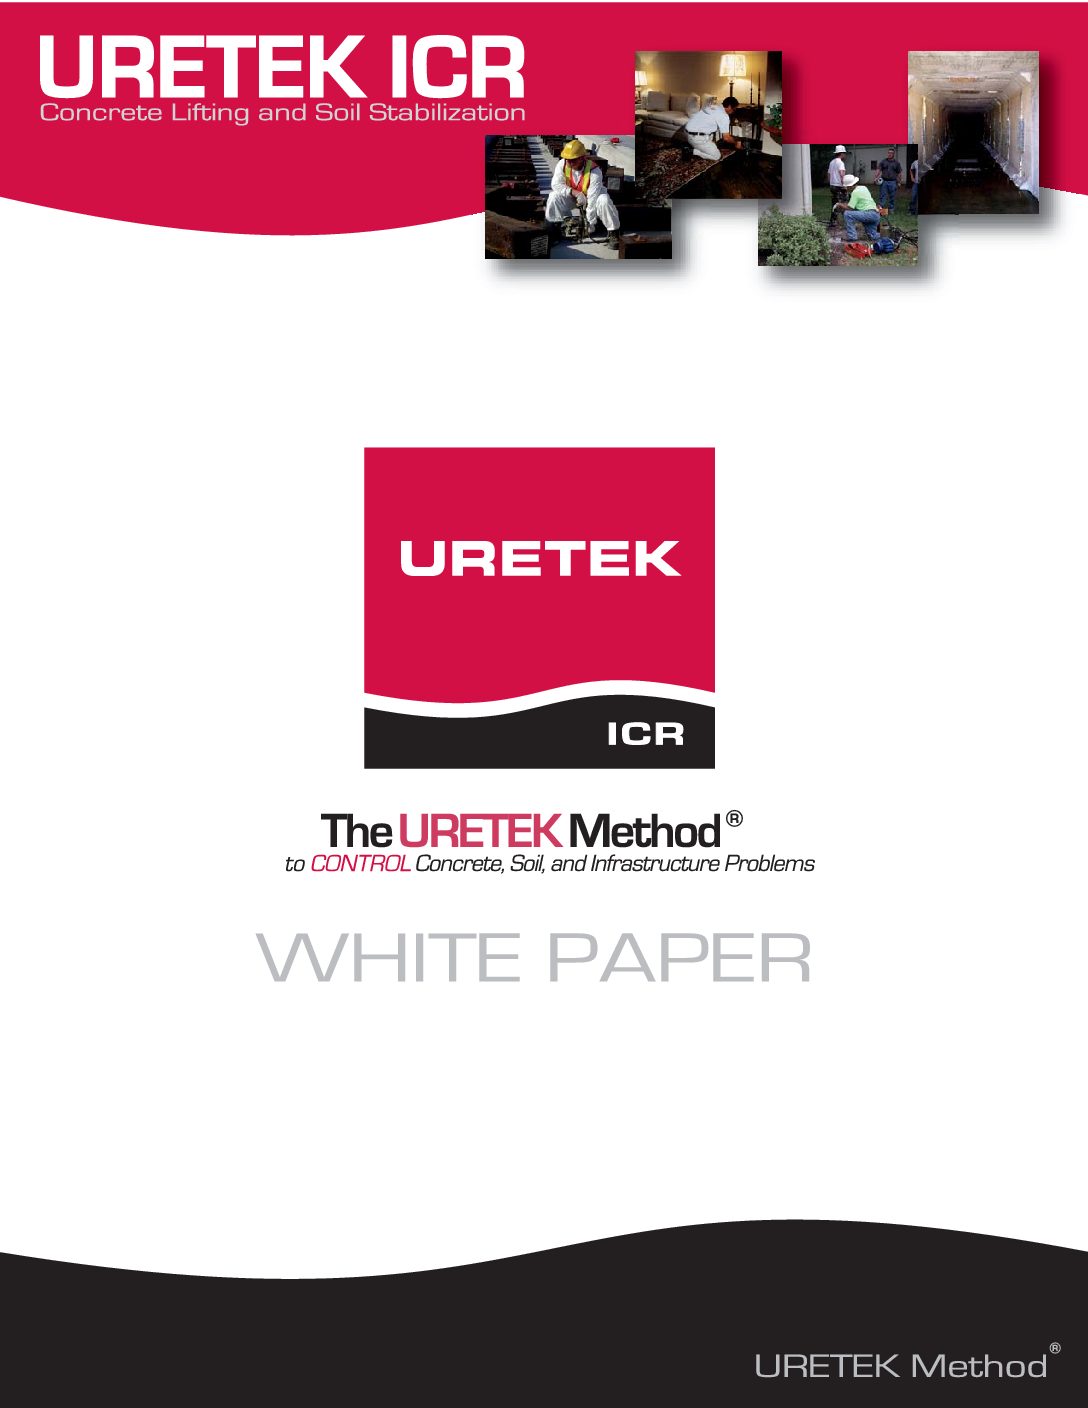 URETEK ICR
Concrete Lifting and Soil Stabilization
URETEK
ICR
The URETEK Method ®
to CONTROL Concrete, Soil, and Infrastructure Problems
WHITE PAPER
URETEK Method ®